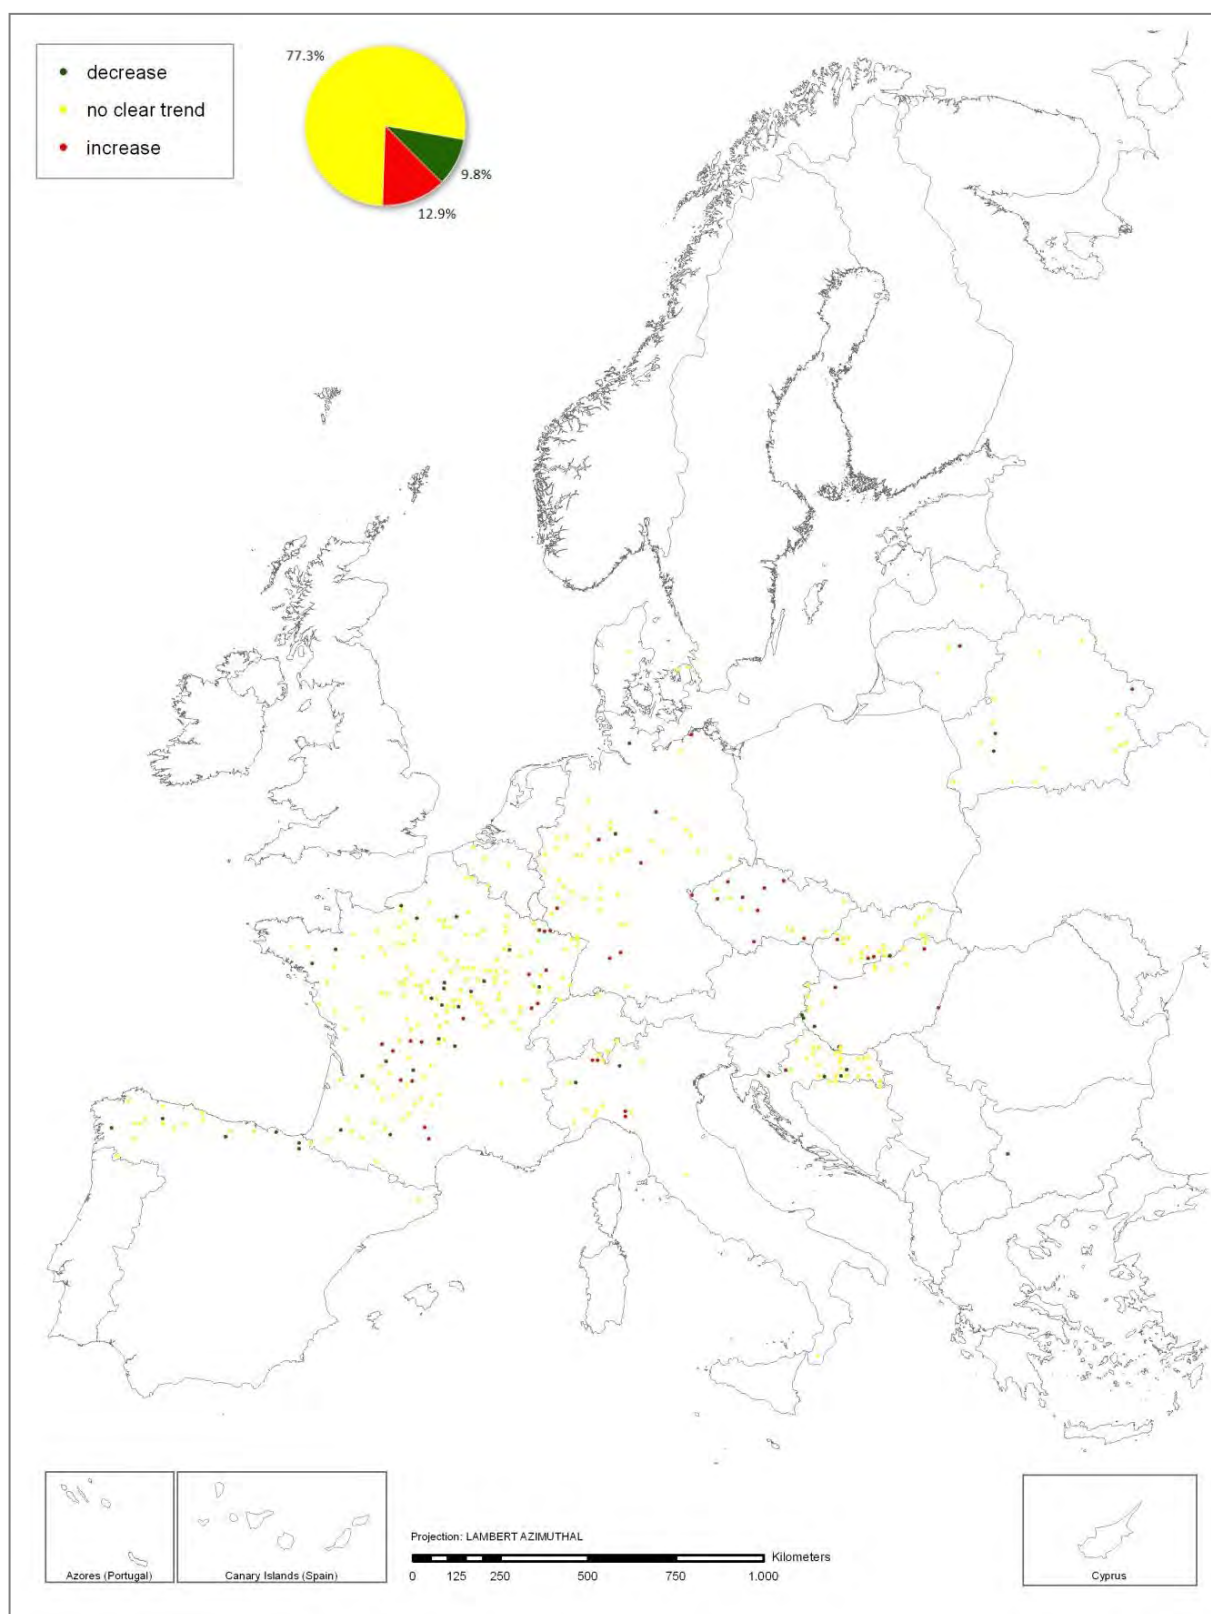 decrease
no clear trend
increase
77.3%
9.8%
12.9%
Azores (Portugal)
Canary Islands (Spain)
Projection: LAMBERT AZIMUTHAL
Kilometers
0 125 250 500 750 1.000
Cyprus